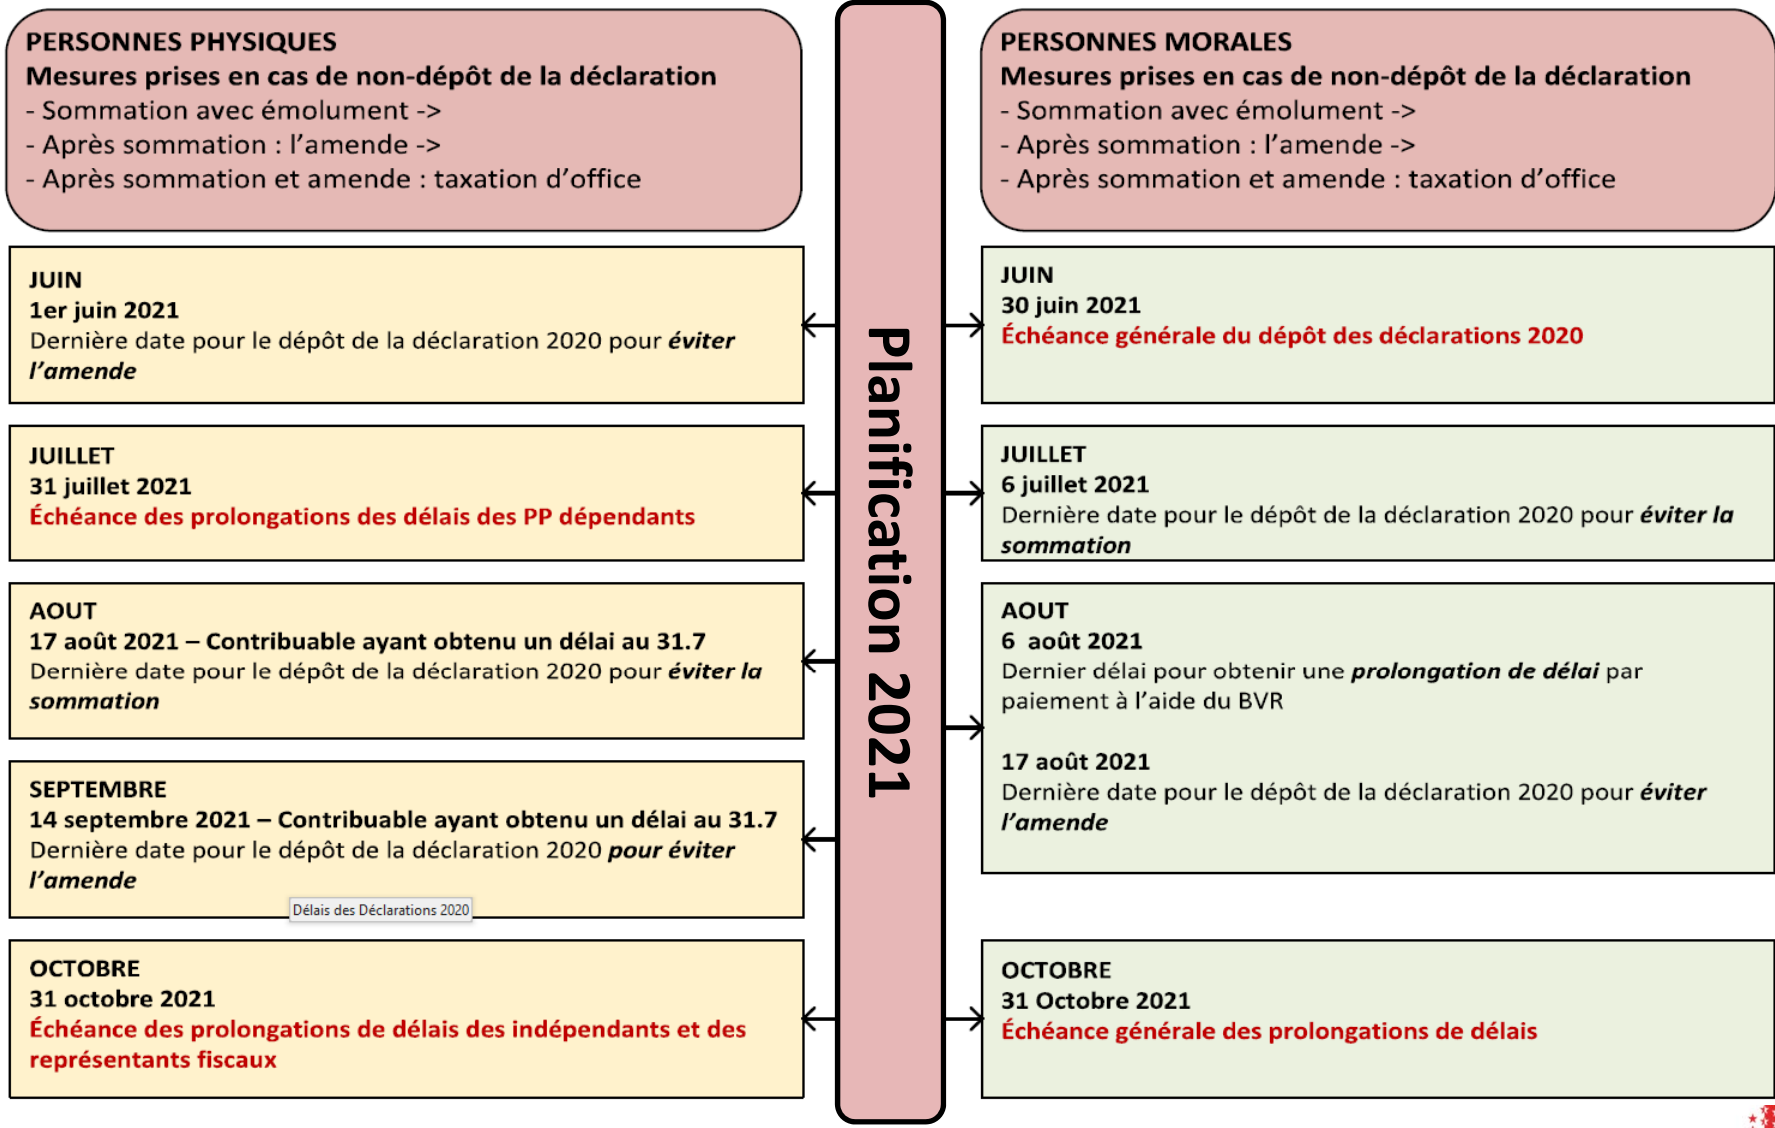 PERSONNES PHYSIQUES
Mesures prises en cas de non-dépôt de la déclaration
- Sommation avec émolument ->
- Après sommation : l’amende ->
- Après sommation et amende : taxation d’office
JUIN
1er juin 2021
Dernière date pour le dépôt de la déclaration 2020 pour éviter
l’amende
JUILLET
31 juillet 2021
Échéance des prolongations des délais des PP dépendants
AOUT
17 août 2021 – Contribuable ayant obtenu un délai au 31.7
Dernière date pour le dépôt de la déclaration 2020 pour éviter la
sommation
SEPTEMBRE
14 septembre 2021 – Contribuable ayant obtenu un délai au 31.7
Dernière date pour le dépôt de la déclaration 2020 pour éviter
l’amende
Délais des Déclarations 2020
OCTOBRE
31 octobre 2021
Échéance des prolongations de délais des indépendants et des
représentants fiscaux
Planification 2021
PERSONNES MORALES
Mesures prises en cas de non-dépôt de la déclaration
- Sommation avec émolument ->
- Après sommation : l’amende ->
- Après sommation et amende : taxation d’office
JUIN
30 juin 2021
Échéance générale du dépôt des déclarations 2020
JUILLET
6 juillet 2021
Dernière date pour le dépôt de la déclaration 2020 pour éviter la
sommation
AOUT
6 août 2021
Dernier délai pour obtenir une prolongation de délai par
paiement à l’aide du BVR
17 août 2021
Dernière date pour le dépôt de la déclaration 2020 pour éviter
l’amende
OCTOBRE
31 Octobre 2021
Échéance générale des prolongations de délais